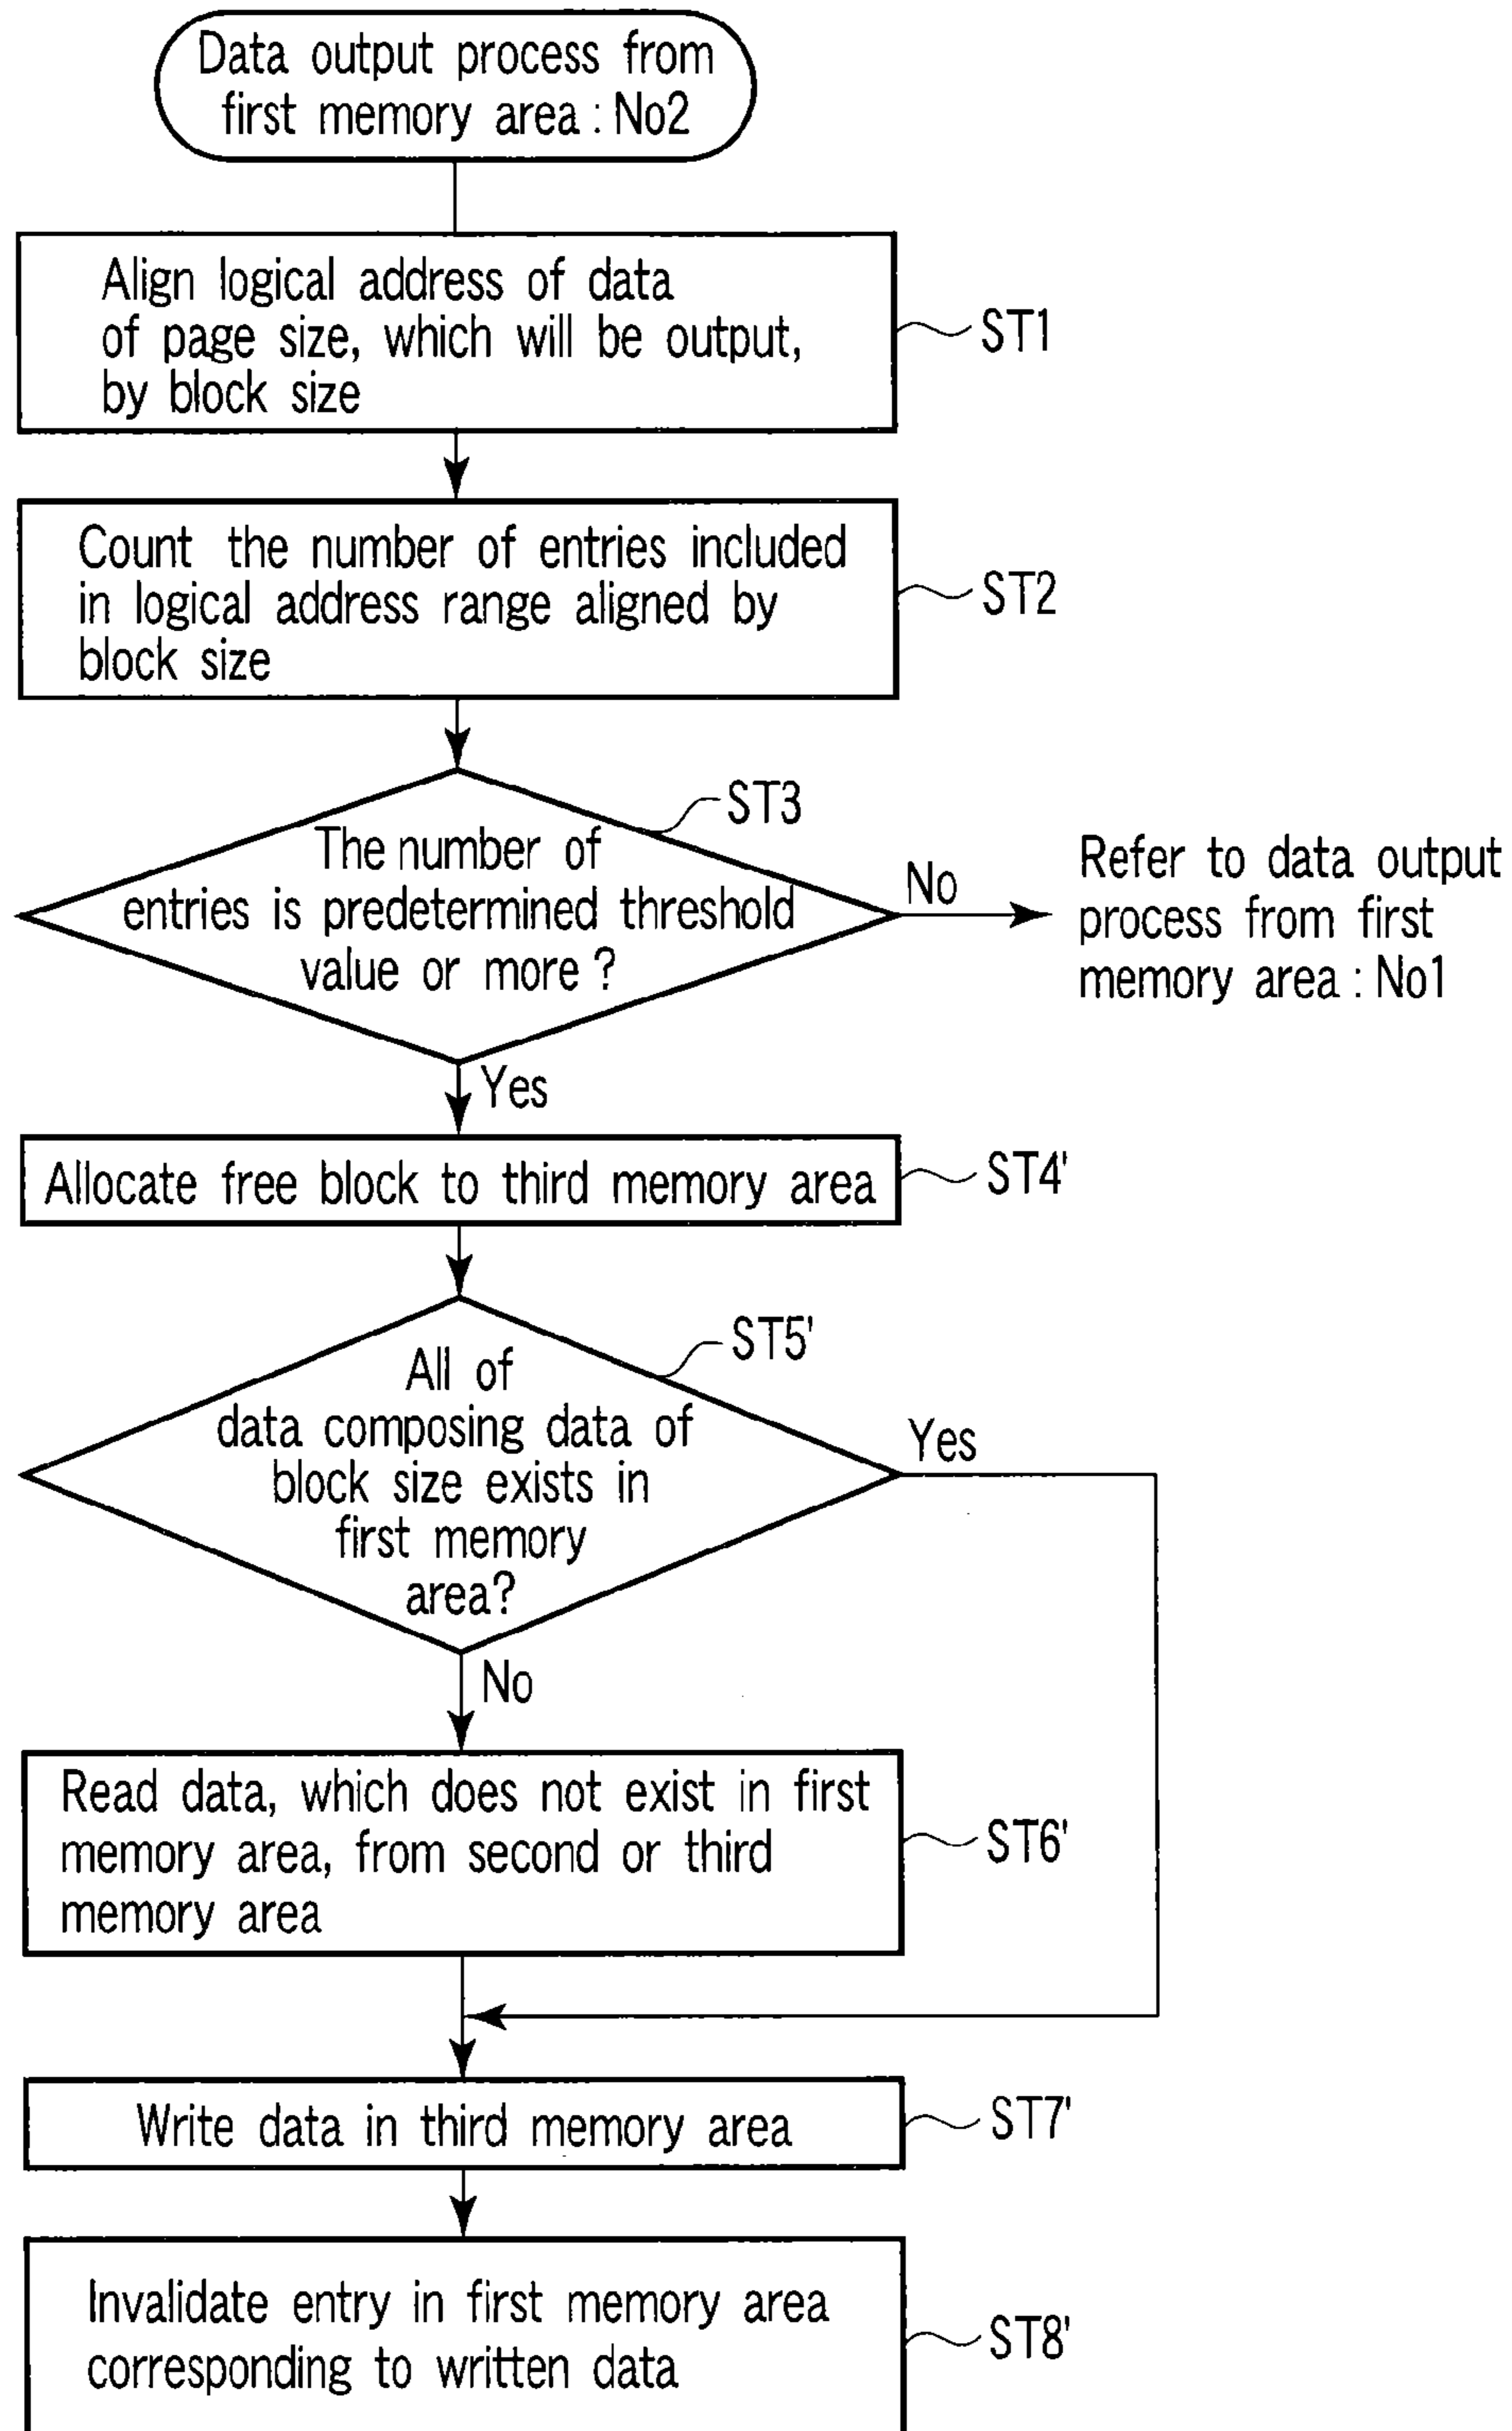 Data output process from
first memory area : No2
Align logical address of data
of page size, which will be output,
by block size
ST1
Count the number of entries included
in logical address range aligned by
block size
ST2
ST3
The number of
entries is predetermined threshold
value or more ?
No
Refer to data output
process from first
memory area : No1
Yes
Allocate free block to third memory area
ST4'
ST5'
All of
data composing data of
block size exists in
first memory
area?
Yes
No
Read data, which does not exist in first
memory area, from second or third
memory area
ST6'
Write data in third memory area
ST7'
Invalidate entry in first memory area
corresponding to written data
ST8'